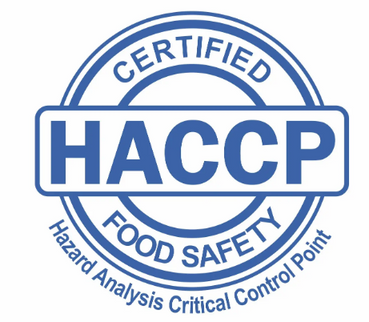 CERTIFIED
HACCP
FOOD SAFETY
Hazard Analysis Critical Control Point